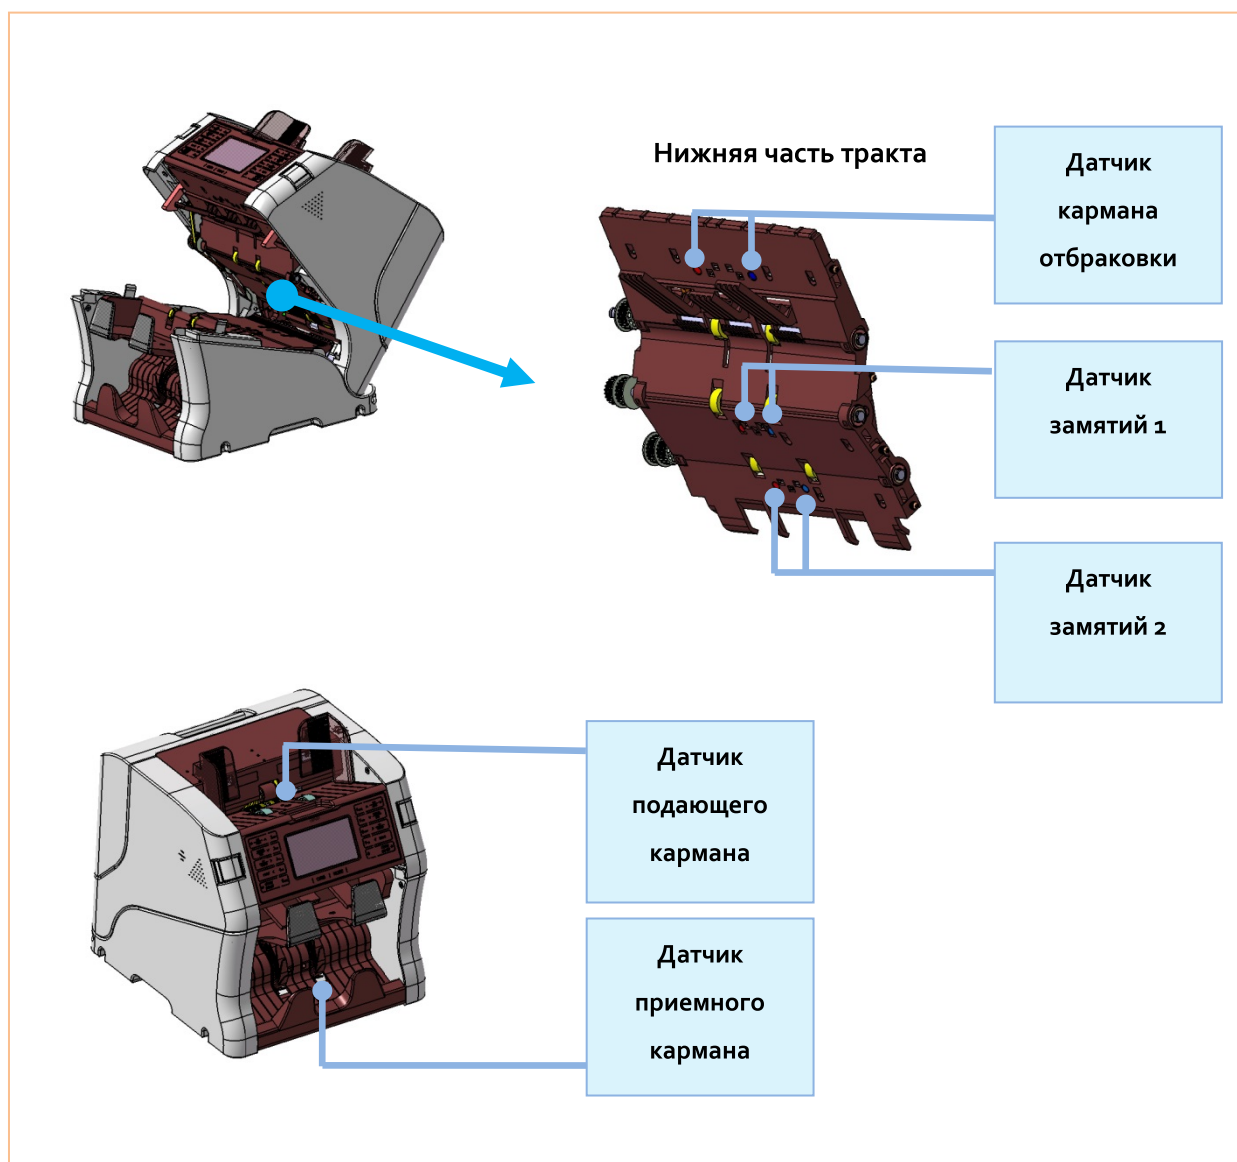 Нижняя часть тракта
Датчик
кармана
отбраковки
Датчик
замятий 1
Датчик
замятий 2
Датчик
подающего
кармана
Датчик
приемного
кармана